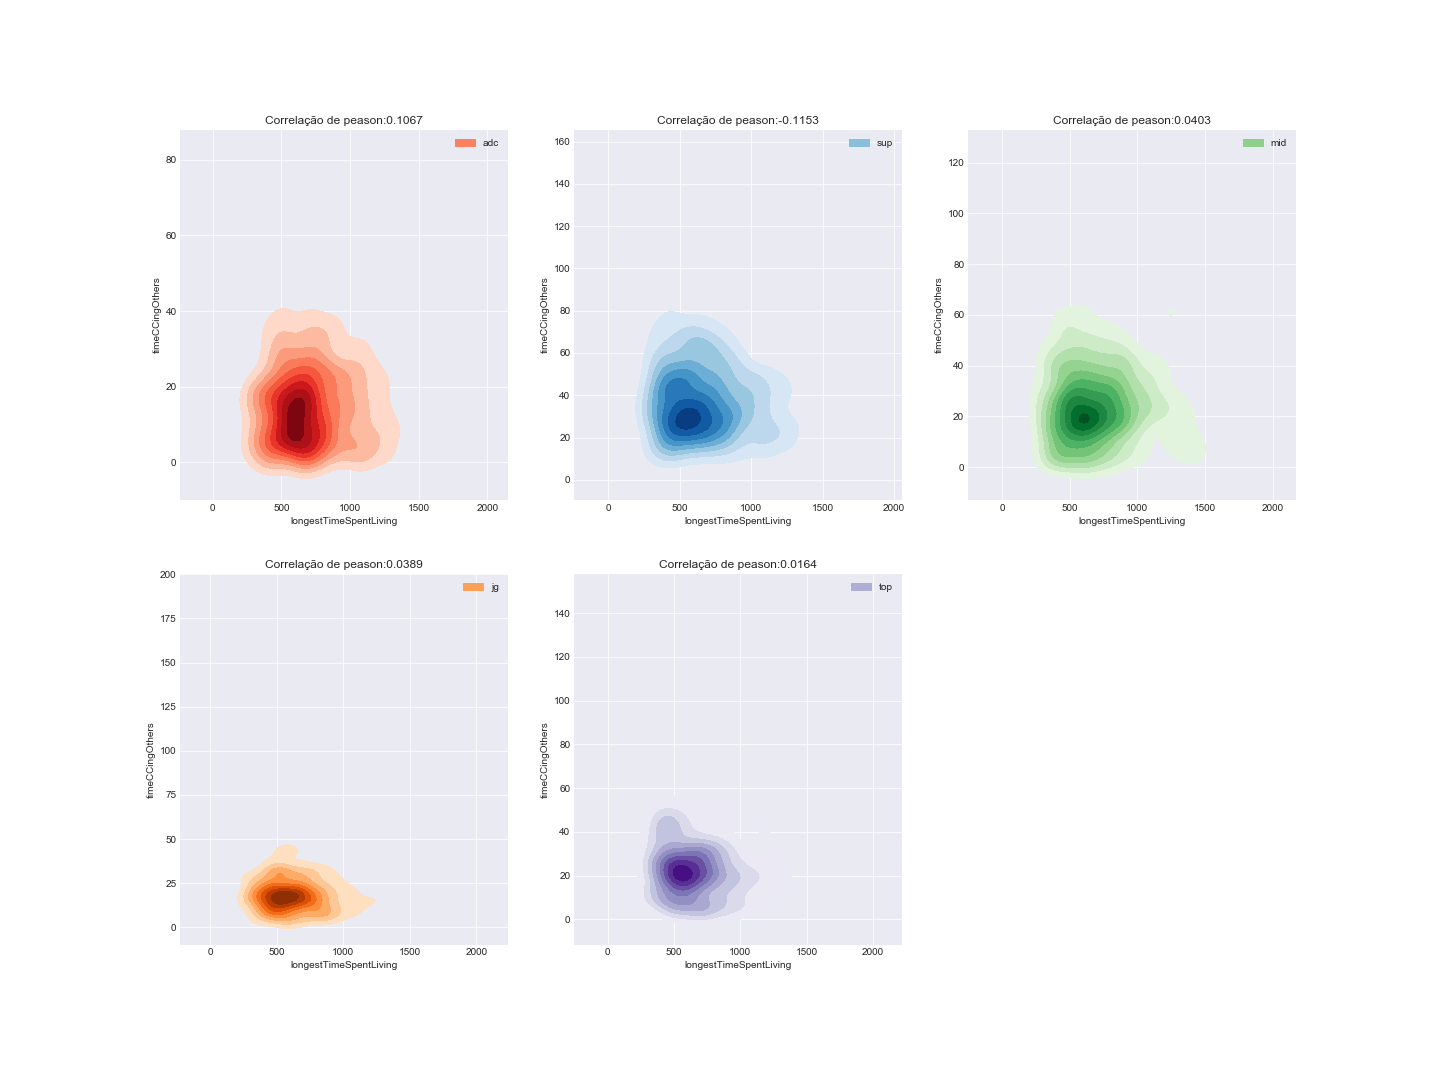 Correlação de peason:0.1067
adc
80
60
40
20
0
timeCCingOthers
0 500 1000 1500 2000
longestTimeSpentLiving
Correlação de peason:-0.1153
sup
160
140
120
100
80
60
40
20
0
timeCCingOthers
0 500 1000 1500 2000
longestTimeSpentLiving
Correlação de peason:0.0403
mid
120
100
80
60
40
20
0
timeCCingOthers
0 500 1000 1500 2000
longestTimeSpentLiving
Correlação de peason:0.0389
jg
200
175
150
125
100
75
50
25
0
timeCCingOthers
0 500 1000 1500 2000
longestTimeSpentLiving
Correlação de peason:0.0164
top
140
120
100
80
60
40
20
0
timeCCingOthers
0 500 1000 1500 2000
longestTimeSpentLiving